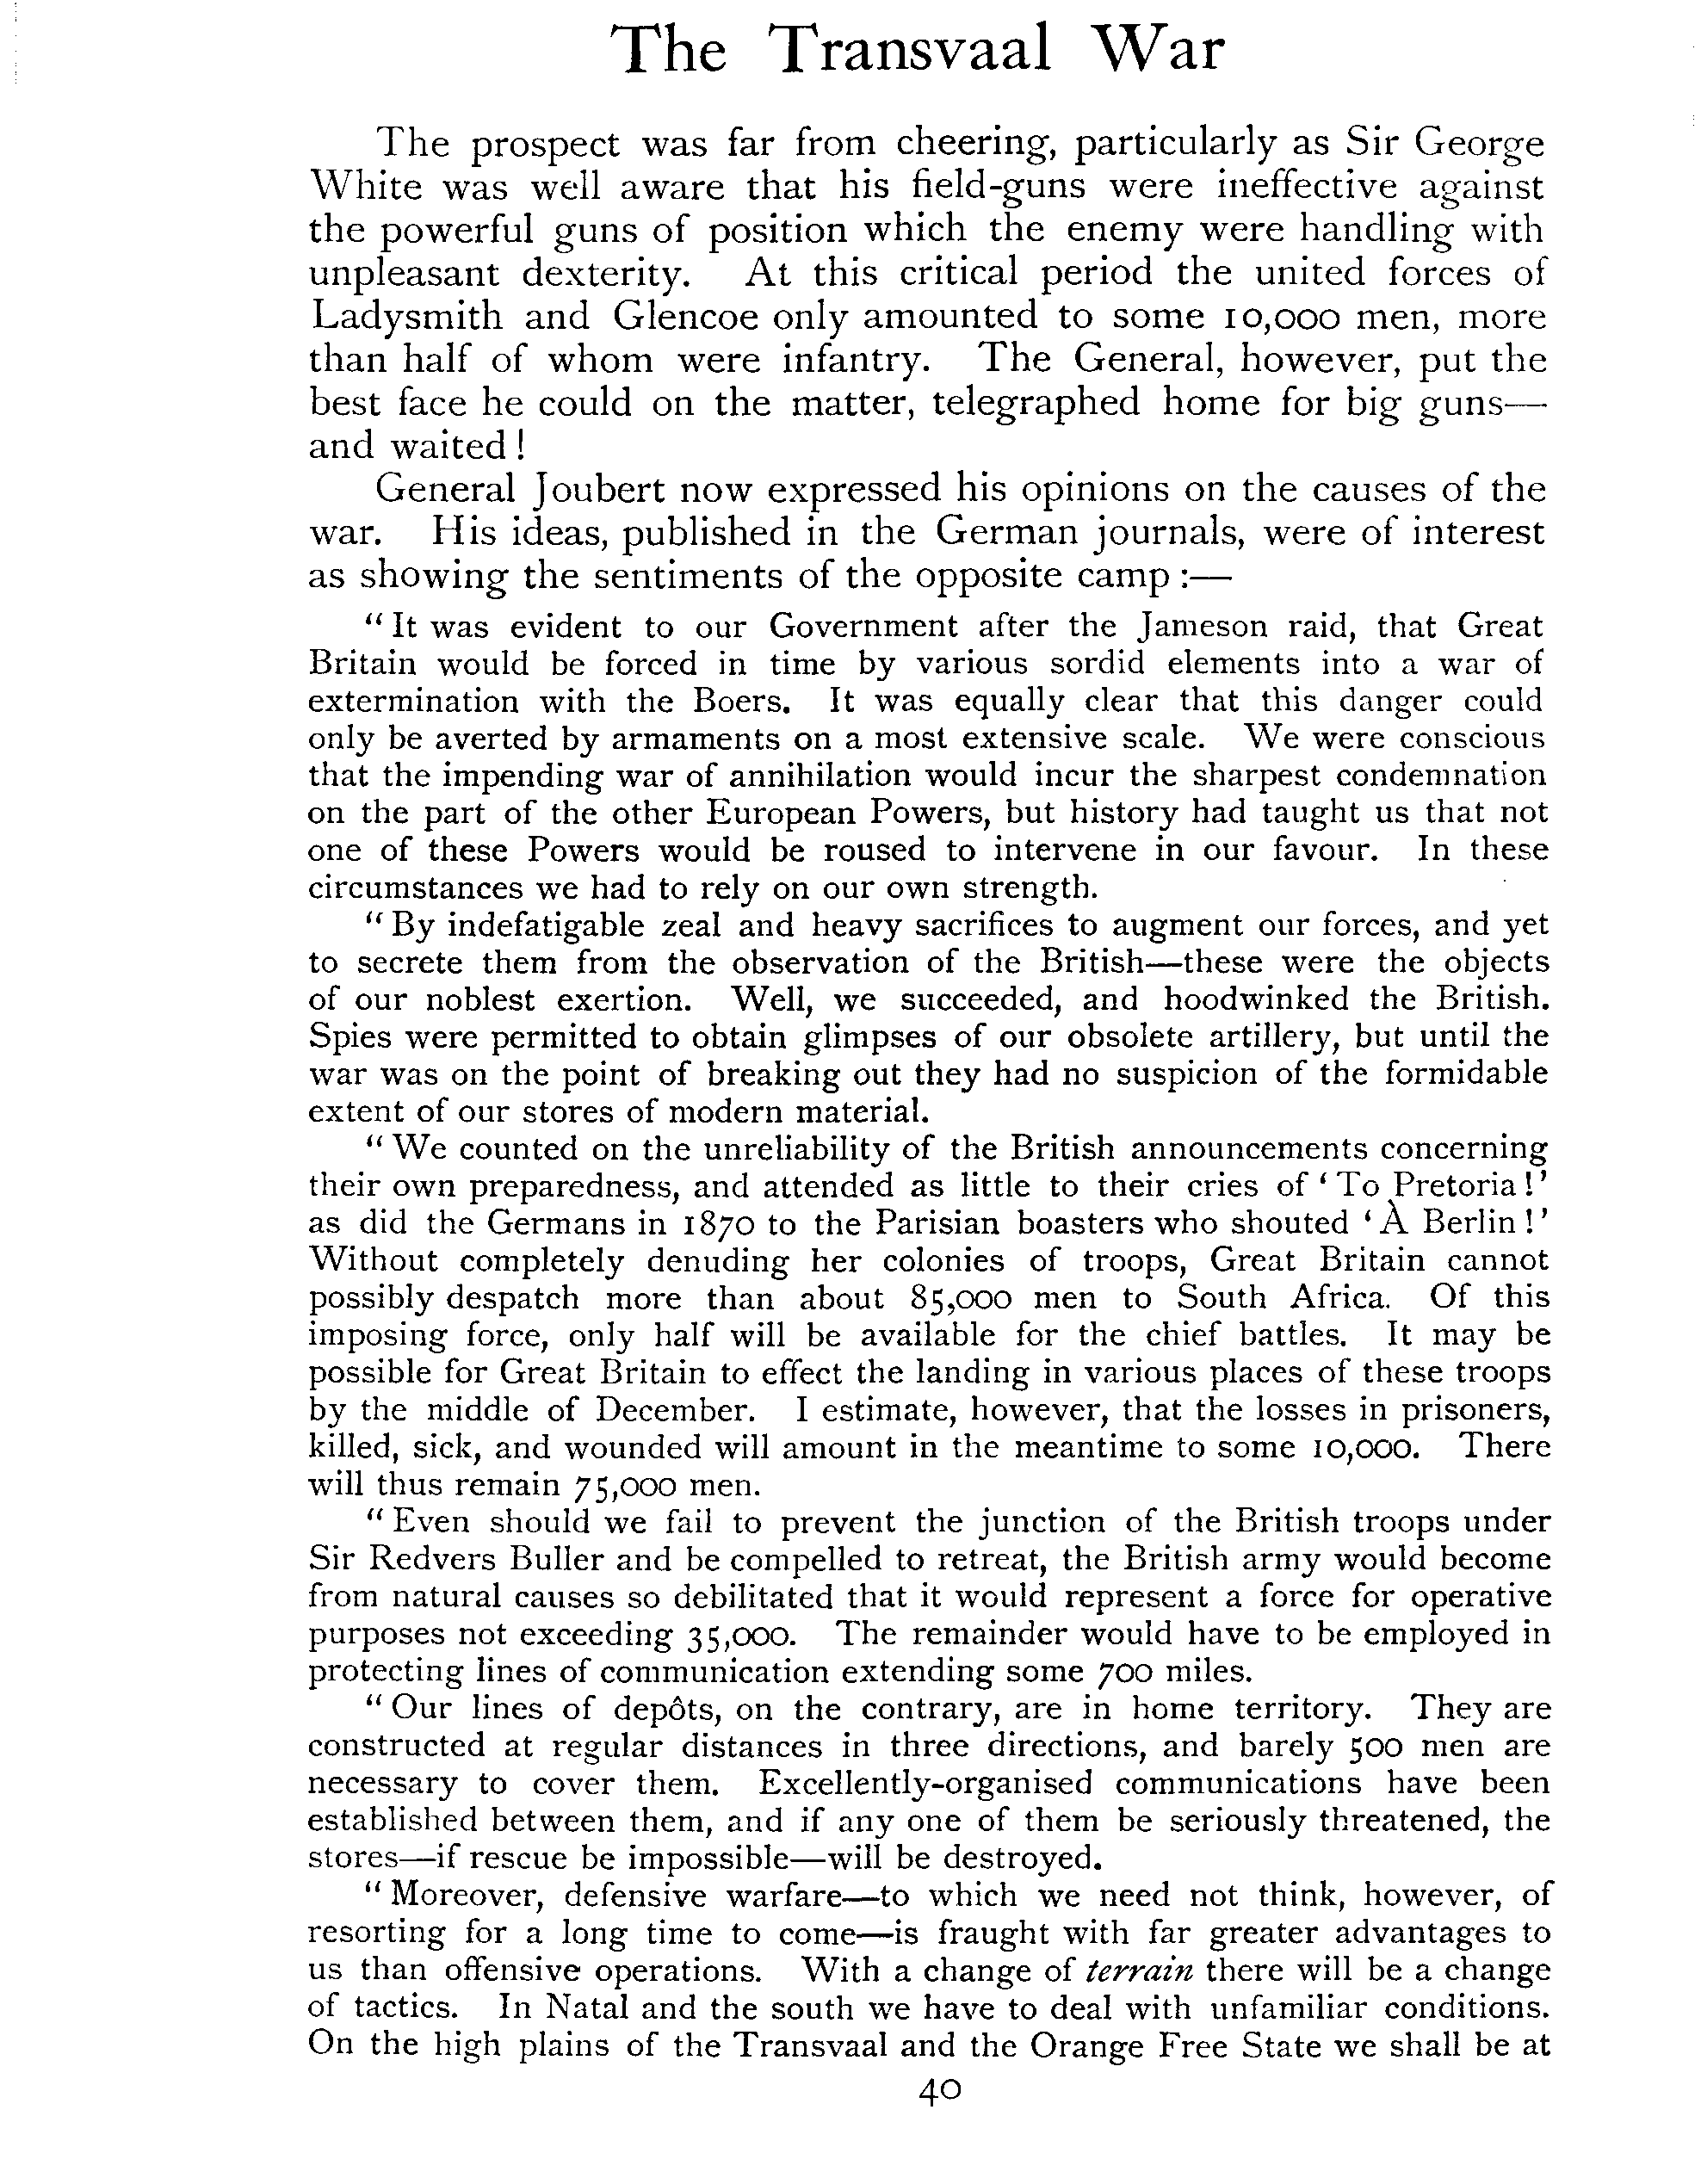 The Transvaal War
The prospect was far from cheering, particularly as Sir George
White was well aware that his field-guns were ineffective against
the powerful guns of position which the enemy were handling with
unpleasant dexterity. At this critical period the united forces of
Ladysmith and Glencoe only amounted to some 10,000 men, more
than half of whom were infantry. The General, however, put the
best face he could on the matter, telegraphed home for big guns—
and waited !
General Joubert now expressed his opinions on the causes of the
war. His ideas, published in the German journals, were of interest
as showing the sentiments of the opposite camp :—
“ It was evident to our Government after the Jameson raid, that Great
Britain would be forced in time by various sordid elements into a war of
extermination with the Boers. It was equally clear that this danger could
only be averted by armaments on a most extensive scale. We were conscious
that the impending war of annihilation would incur the sharpest condemnation
on the part of the other European Powers, but history had taught us that not
one of these Powers would be roused to intervene in our favour. In these
circumstances we had to rely on our own strength.
“ By indefatigable zeal and heavy sacrifices to augment our forces, and yet
to secrete them from the observation of the British—these were the objects
of our noblest exertion. Well, we succeeded, and hoodwinked the British.
Spies were permitted to obtain glimpses of our obsolete artillery, but until the
war was on the point of breaking out they had no suspicion of the formidable
extent of our stores of modern material.
“ We counted on the unreliability of the British announcements concerning
their own preparedness, and attended as little to their cries of ‘ To Pretoria !’
as did the Germans in 1870 to the Parisian boasters who shouted ‘ À Berlin !’
Without completely denuding her colonies of troops, Great Britain cannot
possibly despatch more than about 85,000 men to South Africa. Of this
imposing force, only half will be available for the chief battles. It may be
possible for Great Britain to effect the landing in various places of these troops
by the middle of December. I estimate, however, that the losses in prisoners,
killed, sick, and wounded will amount in the meantime to some 10,000. There
will thus remain 75,000 men.
“ Even should we fail to prevent the junction of the British troops under
Sir Redvers Buller and be compelled to retreat, the British army would become
from natural causes so debilitated that it would represent a force for operative
purposes not exceeding 35,000. The remainder would have to be employed in
protecting lines of communication extending some 700 miles.
“ Our lines of depôts, on the contrary, are in home territory. They are
constructed at regular distances in three directions, and barely 500 men are
necessary to cover them. Excellently-organised communications have been
established between them, and if any one of them be seriously threatened, the
stores—if rescue be impossible—will be destroyed.
“ Moreover, defensive warfare—to which we need not think, however, of
resorting for a long time to come—is fraught with far greater advantages to
us than offensive operations. With a change of terrain there will be a change
of tactics. In Natal and the south we have to deal with unfamiliar conditions.
On the high plains of the Transvaal and the Orange Free State we shall be at
40